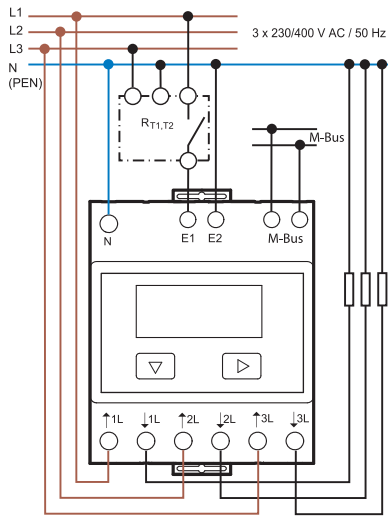 L1
L2
3 x 230/400 V AC / 50 Hz
L3
N
(PEN)
RT1,T2
M-Bus
N
E1
E2
M-Bus
↑1L
↓1L
↑2L
↓2L
↑3L
↓3L